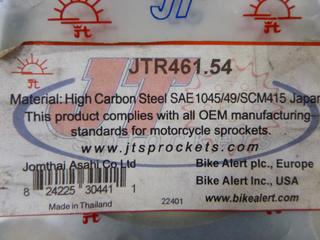 JT
JTR461.54
Material: High Carbon Steel SAE1045/49/SCM415 Japan
This product complies with all OEM manufacturing
standards for motorcycle sprockets.
www.jtsprockets.com
Jomthai Asahi Co Ltd
Bike Alert plc., Europe
8 24225 30441 1
Bike Alert Inc., USA
Made in Thailand
22401
www.bikealert.com